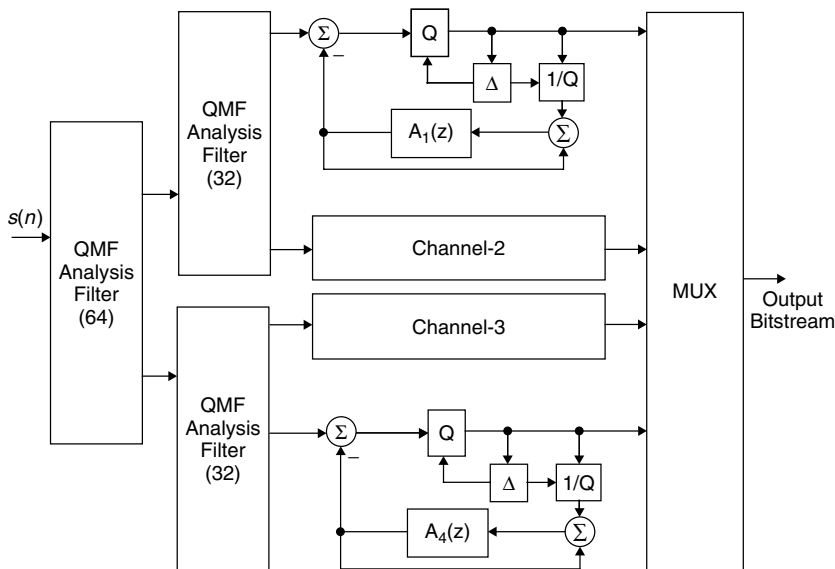 s(n)
QMF
Analysis
Filter
(64)
QMF
Analysis
Filter
(32)
Σ
−
Q
Δ
1/Q
A₁(z)
Σ
Channel-2
Channel-3
QMF
Analysis
Filter
(32)
Σ
−
Q
Δ
1/Q
A₄(z)
Σ
MUX
Output
Bitstream